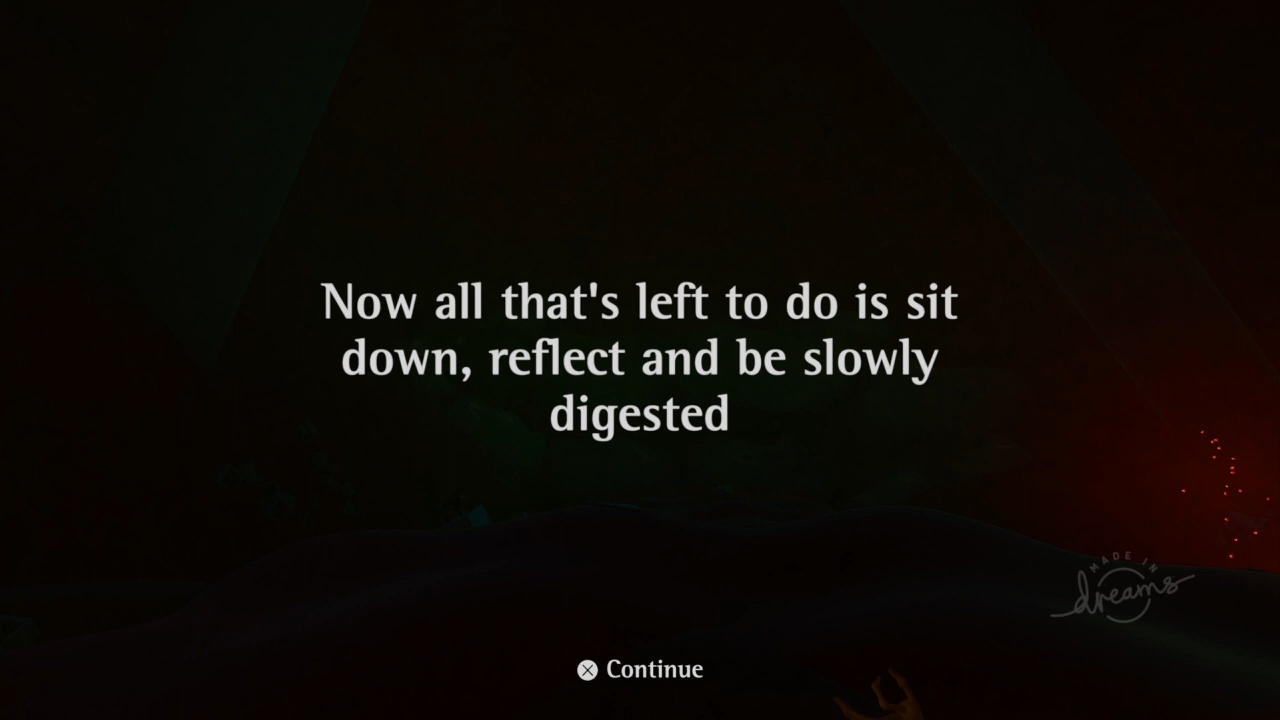 Now all that's left to do is sit
down, reflect and be slowly
digested
MADE IN
dreams
Continue